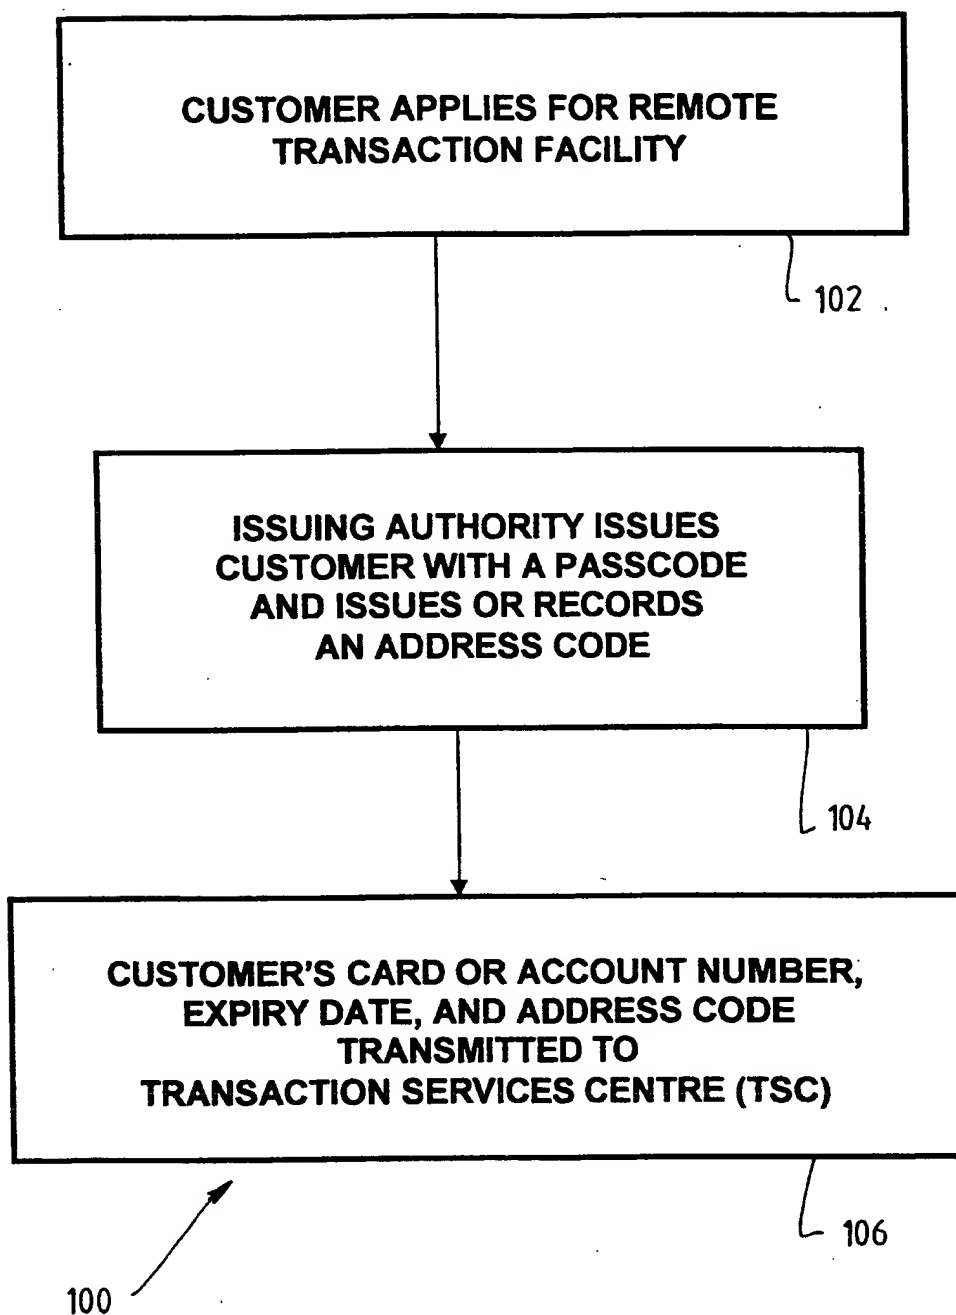 CUSTOMER APPLIES FOR REMOTE
TRANSACTION FACILITY
102
ISSUING AUTHORITY ISSUES
CUSTOMER WITH A PASSCODE
AND ISSUES OR RECORDS
AN ADDRESS CODE
104
CUSTOMER'S CARD OR ACCOUNT NUMBER,
EXPIRY DATE, AND ADDRESS CODE
TRANSMITTED TO
TRANSACTION SERVICES CENTRE (TSC)
106
100